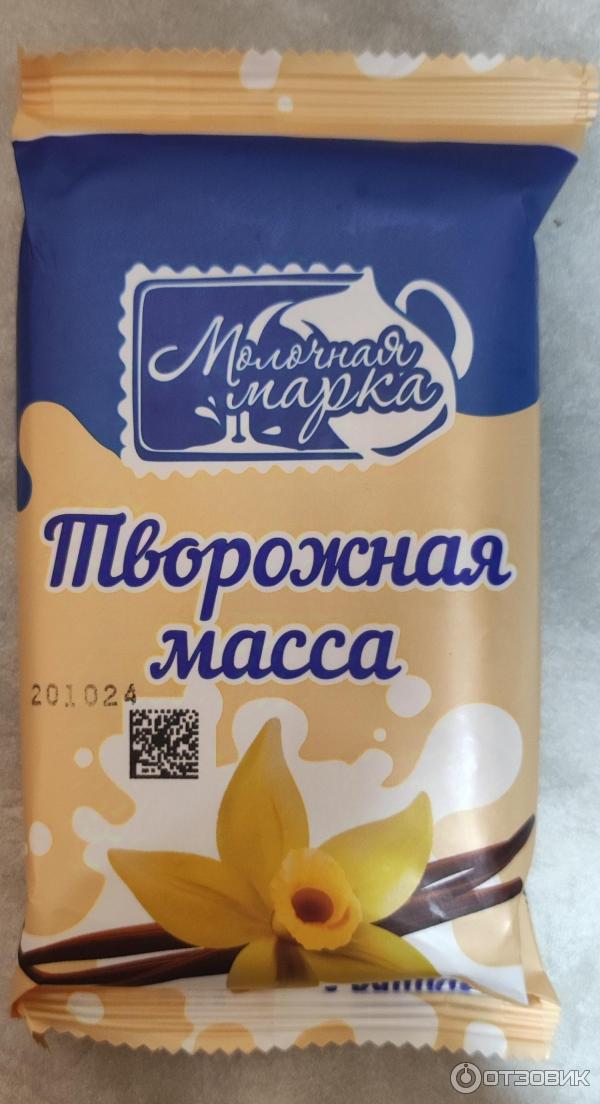 Молочная
марка
Творожная
масса
201024
ОТЗОВИК